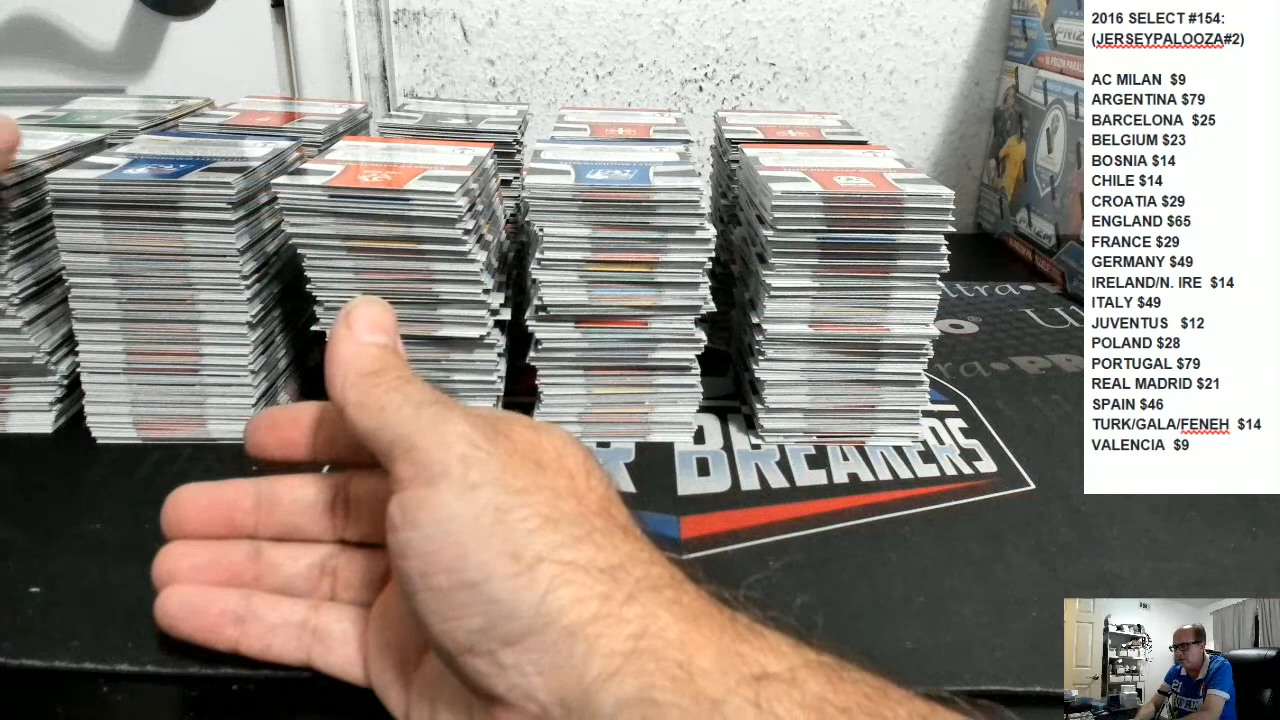 2016 SELECT #154:
(JERSEYPALOOZA#2)
AC MILAN $9
ARGENTINA $79
BARCELONA $25
BELGIUM $23
BOSNIA $14
CHILE $14
CROATIA $29
ENGLAND $65
FRANCE $29
GERMANY $49
IRELAND/N. IRE $14
ITALY $49
JUVENTUS $12
POLAND $28
PORTUGAL $79
REAL MADRID $21
SPAIN $46
TURK/GALA/FENEH $14
VALENCIA $9
BREAKERS
21